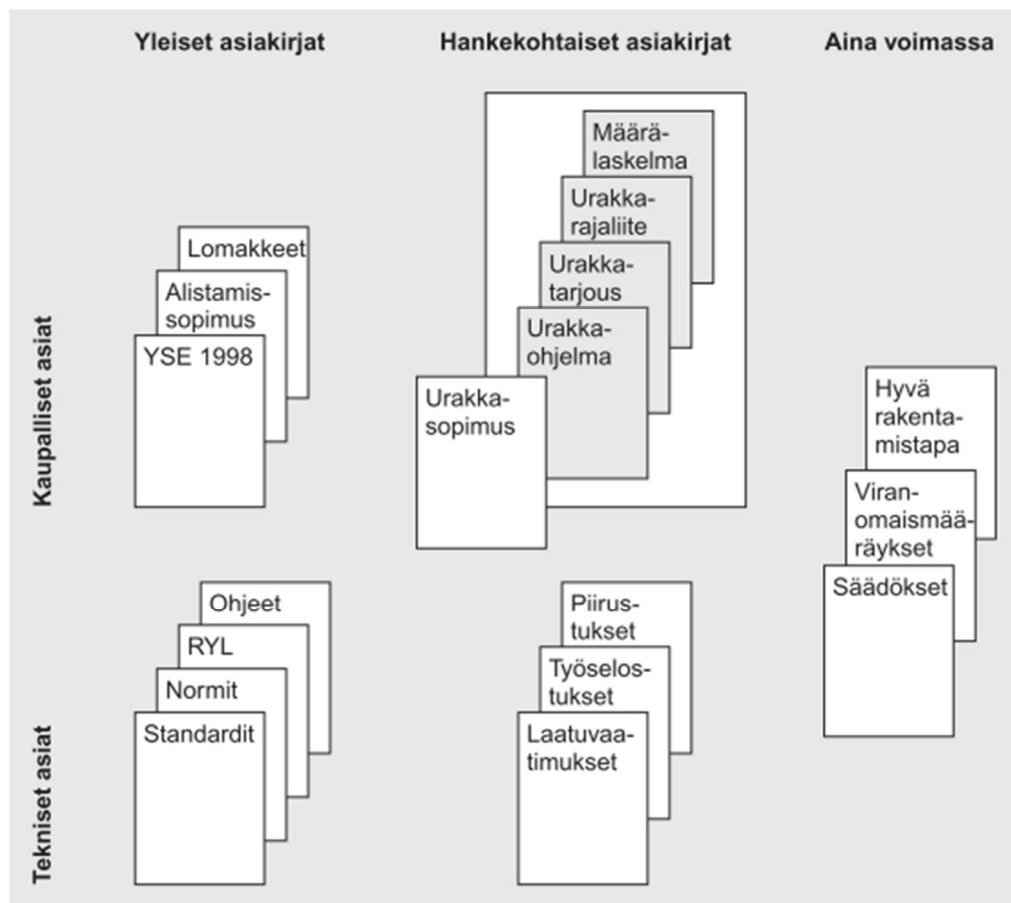 Yleiset asiakirjat
Hankekohtaiset asiakirjat
Aina voimassa
Kaupalliset asiat
Lomakkeet
Alistamis-
sopimus
YSE 1998
Määrä-
laskelma
Urakka-
rajaliite
Urakka-
tarjous
Urakka-
ohjelma
Urakka-
sopimus
Hyvä
rakenta-
mistapa
Viran-
omaismää-
räykset
Säädökset
Tekniset asiat
Ohjeet
RYL
Normit
Standardit
Piirus-
tukset
Työselos-
tukset
Laatuvaa-
timukset